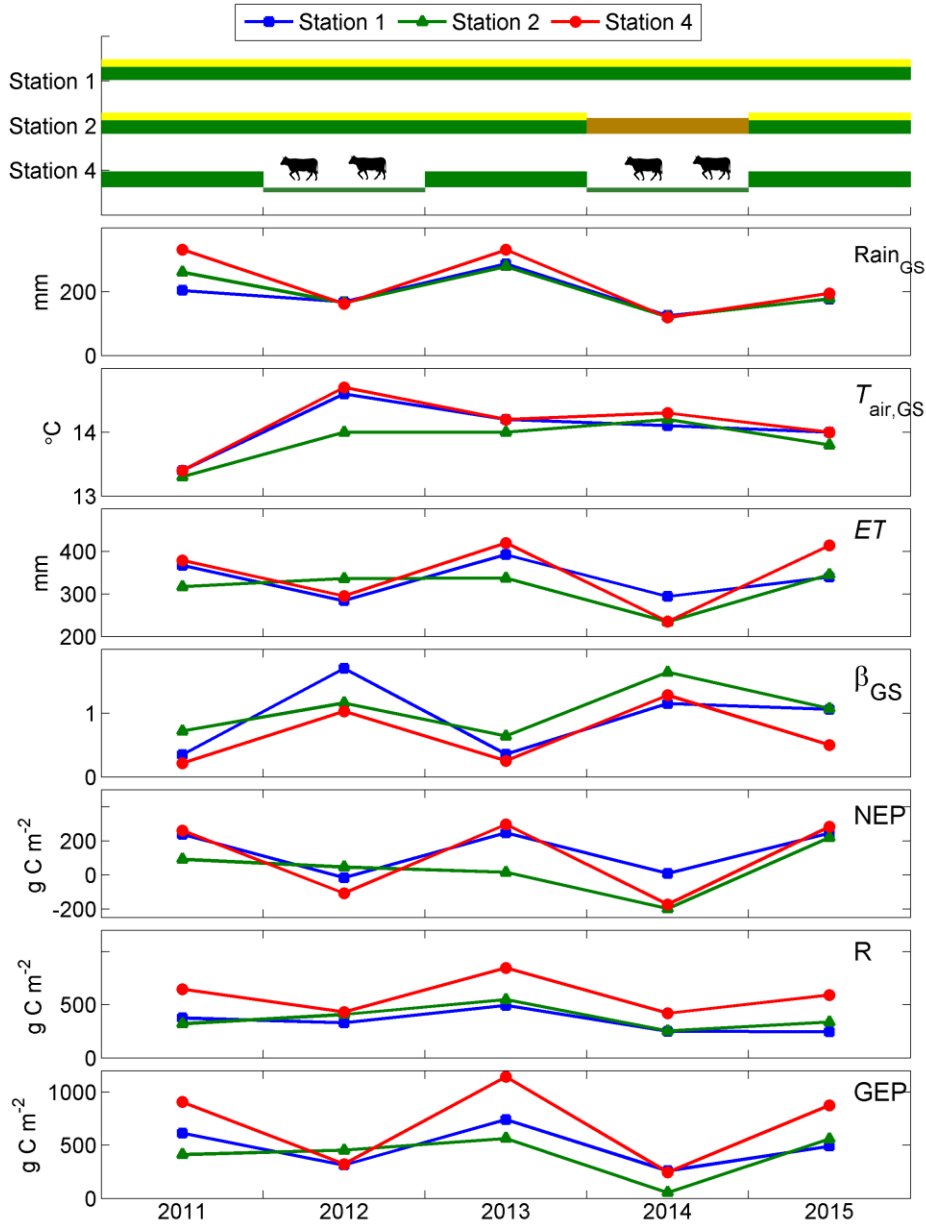 Station 1 Station 2 Station 4
Station 1
Station 2
Station 4
Rain_GS
mm
200
0
T_air,GS
°C
14
13
ET
mm
400
300
200
β_GS
1
0
NEP
g C m⁻²
200
0
-200
R
g C m⁻²
500
0
GEP
g C m⁻²
1000
500
0
2011 2012 2013 2014 2015